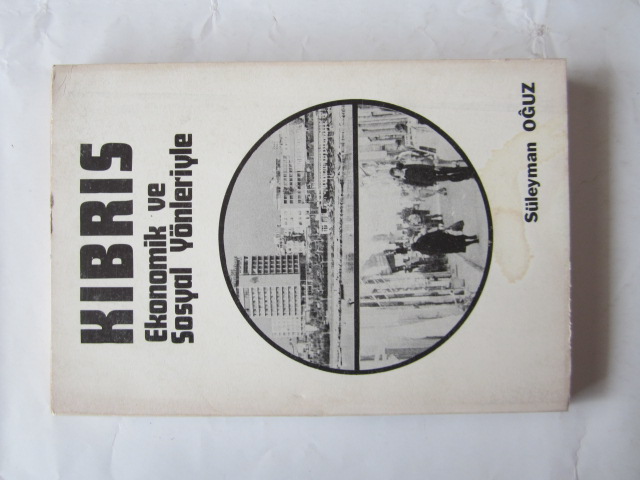 KIBRIS
Ekonomik ve
Sosyal Yönleriyle
Süleyman OĞUZ